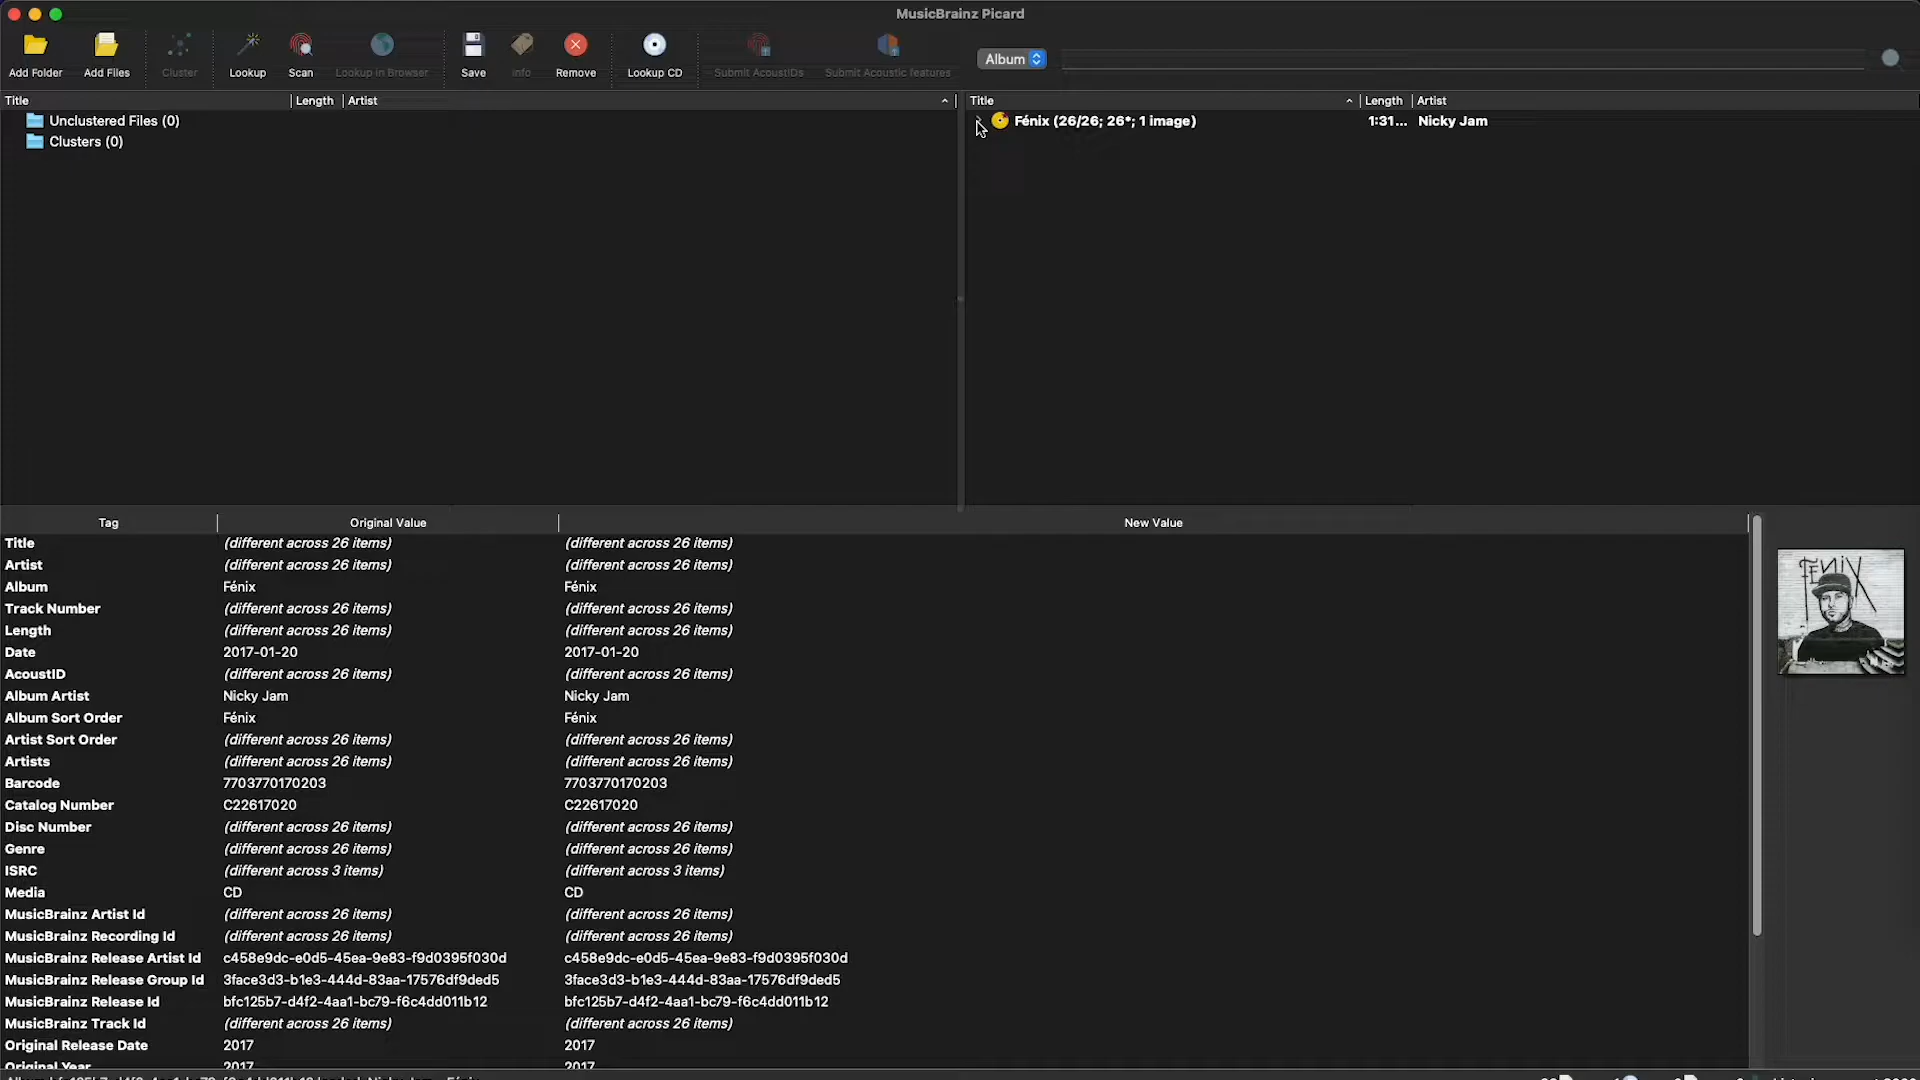 MusicBrainz Picard
Add Folder Add Files Cluster Lookup Scan Lookup in Browser Save Info Remove Lookup CD Submit AcoustIDs Submit Acoustic features Album
Title Length Artist
Unclustered Files (0)
Clusters (0)
Title Length Artist
Fénix (26/26; 26*; 1 image) 1:31... Nicky Jam
Tag Original Value New Value
Title (different across 26 items) (different across 26 items)
Artist (different across 26 items) (different across 26 items)
Album Fénix Fénix
Track Number (different across 26 items) (different across 26 items)
Length (different across 26 items) (different across 26 items)
Date 2017-01-20 2017-01-20
AcoustID (different across 26 items) (different across 26 items)
Album Artist Nicky Jam Nicky Jam
Album Sort Order Fénix Fénix
Artist Sort Order (different across 26 items) (different across 26 items)
Artists (different across 26 items) (different across 26 items)
Barcode 7703770170203 7703770170203
Catalog Number C22617020 C22617020
Disc Number (different across 26 items) (different across 26 items)
Genre (different across 26 items) (different across 26 items)
ISRC (different across 3 items) (different across 3 items)
Media CD CD
MusicBrainz Artist Id (different across 26 items) (different across 26 items)
MusicBrainz Recording Id (different across 26 items) (different across 26 items)
MusicBrainz Release Artist Id c458e9dc-e0d5-45ea-9e83-f9d0395f030d c458e9dc-e0d5-45ea-9e83-f9d0395f030d
MusicBrainz Release Group Id 3face3d3-b1e3-444d-83aa-17576df9ded5 3face3d3-b1e3-444d-83aa-17576df9ded5
MusicBrainz Release Id bfc125b7-d4f2-4aa1-bc79-f6c4dd011b12 bfc125b7-d4f2-4aa1-bc79-f6c4dd011b12
MusicBrainz Track Id (different across 26 items) (different across 26 items)
Original Release Date 2017 2017
Original Year 2017 2017
FENIX